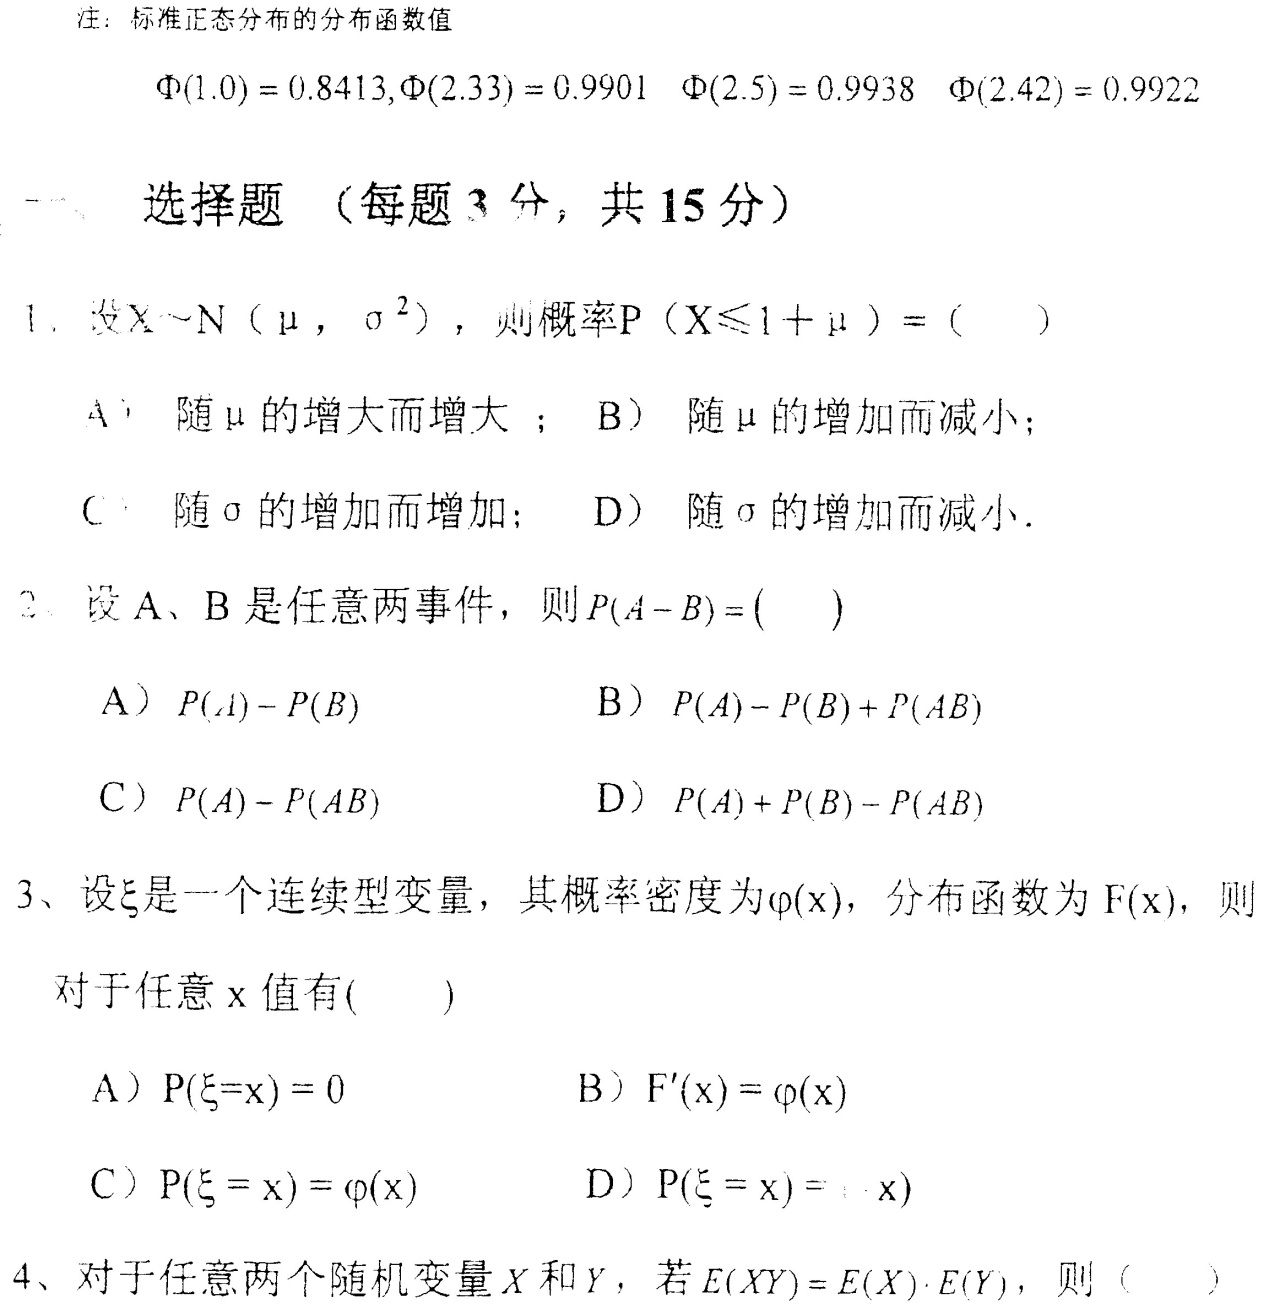 注：标准正态分布的分布函数值
Φ(1.0) = 0.8413,Φ(2.33) = 0.9901 Φ(2.5) = 0.9938 Φ(2.42) = 0.9922
一、 选择题 （每题 3 分，共 15 分）
1、设X～N（μ， σ²），则概率P（X≤1＋μ）=（ ）
A） 随 μ 的增大而增大 ； B） 随 μ 的增加而减小；
C） 随 σ 的增加而增加； D） 随 σ 的增加而减小.
2、设 A、B 是任意两事件，则 P(A − B) = ( )
A） P(A) − P(B) B） P(A) − P(B) + P(AB)
C） P(A) − P(AB) D） P(A) + P(B) − P(AB)
3、设ξ是一个连续型变量，其概率密度为φ(x)，分布函数为 F(x)，则
对于任意 x 值有( )
A）P(ξ=x) = 0 B）F′(x) = φ(x)
C）P(ξ = x) = φ(x) D）P(ξ = x) = x)
4、对于任意两个随机变量 X 和 Y，若 E(XY) = E(X)·E(Y)，则（ ）